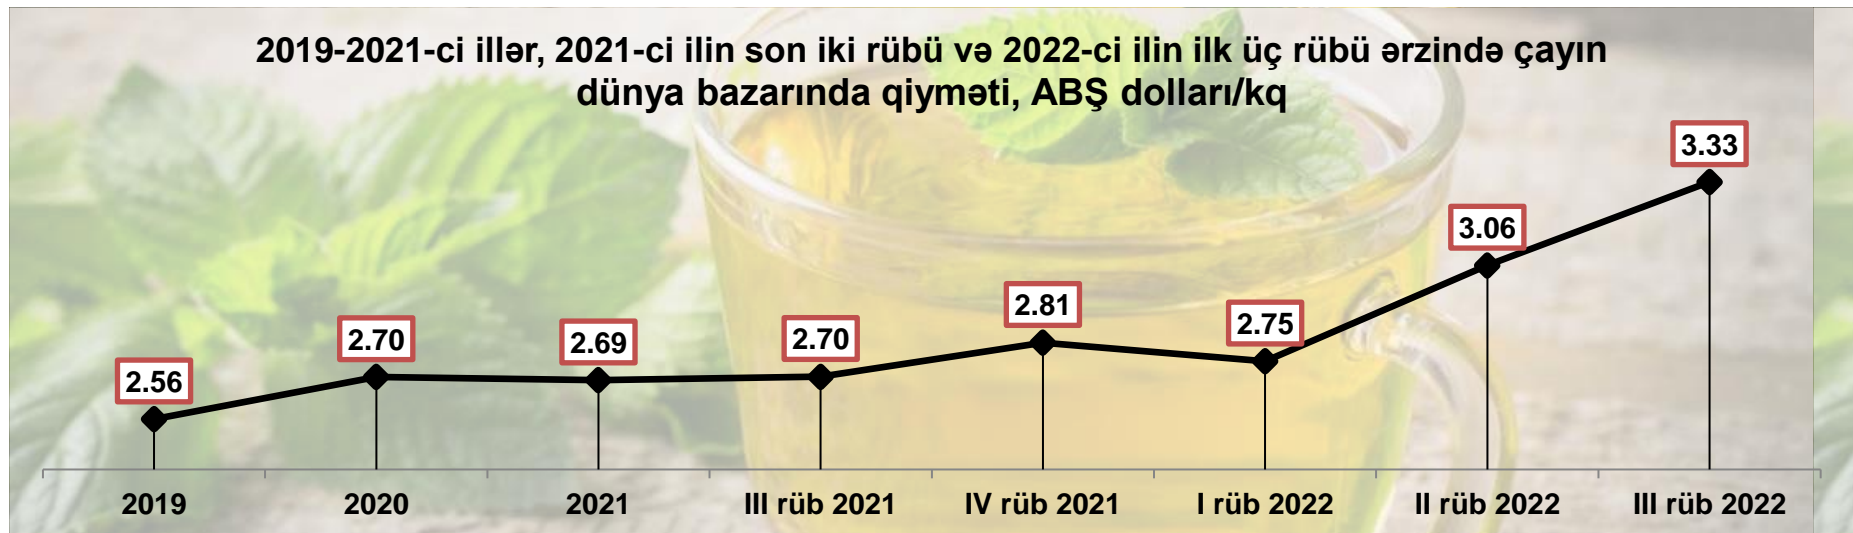 2019-2021-ci illər, 2021-ci ilin son iki rübü və 2022-ci ilin ilk üç rübü ərzində çayın
dünya bazarında qiyməti, ABŞ dolları/kq
3.33
3.06
2.81
2.75
2.70
2.69
2.70
2.56
2019 2020 2021 III rüb 2021 IV rüb 2021 I rüb 2022 II rüb 2022 III rüb 2022